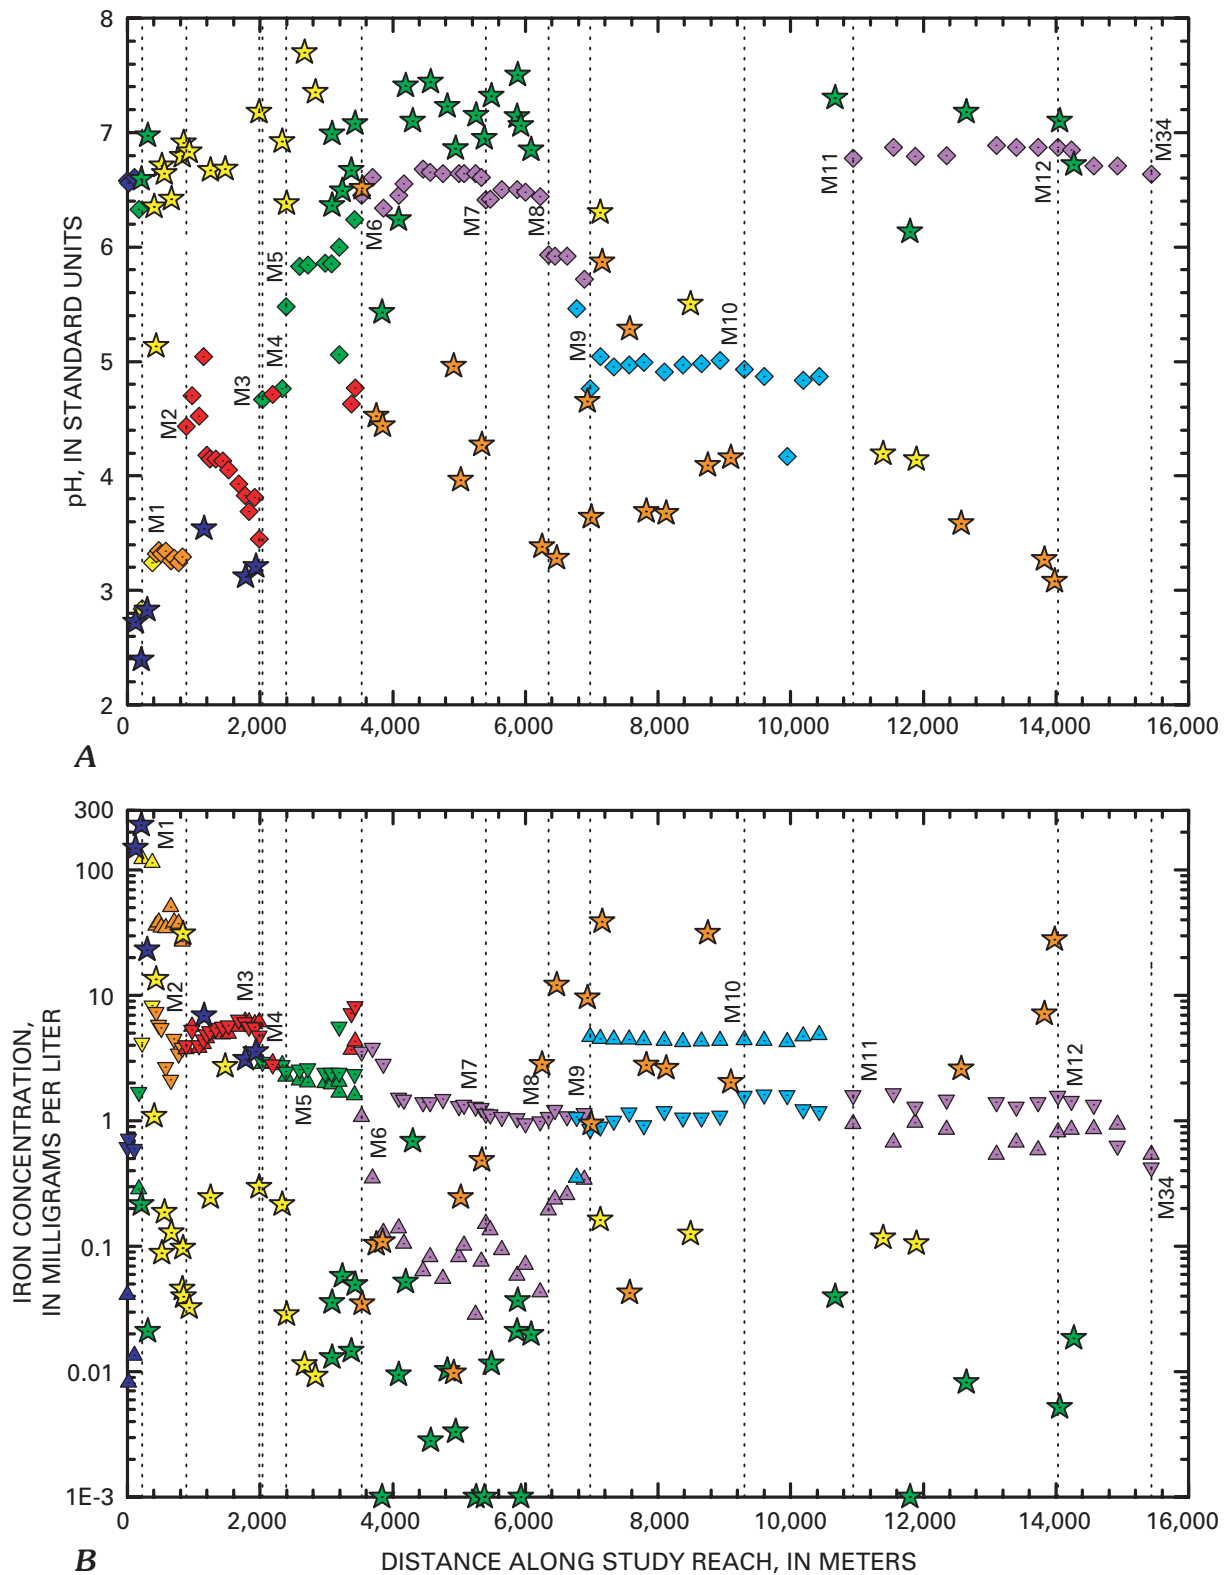 8
7
6
5
4
3
2
pH, IN STANDARD UNITS
M1
M2
M3
M4
M5
M6
M7
M8
M9
M10
M11
M12
M34
0 2,000 4,000 6,000 8,000 10,000 12,000 14,000 16,000
A
300
100
10
1
0.1
0.01
1E-3
IRON CONCENTRATION,
IN MILLIGRAMS PER LITER
M1
M2
M3
M4
M5
M6
M7
M8
M9
M10
M11
M12
M34
0 2,000 4,000 6,000 8,000 10,000 12,000 14,000 16,000
B
DISTANCE ALONG STUDY REACH, IN METERS